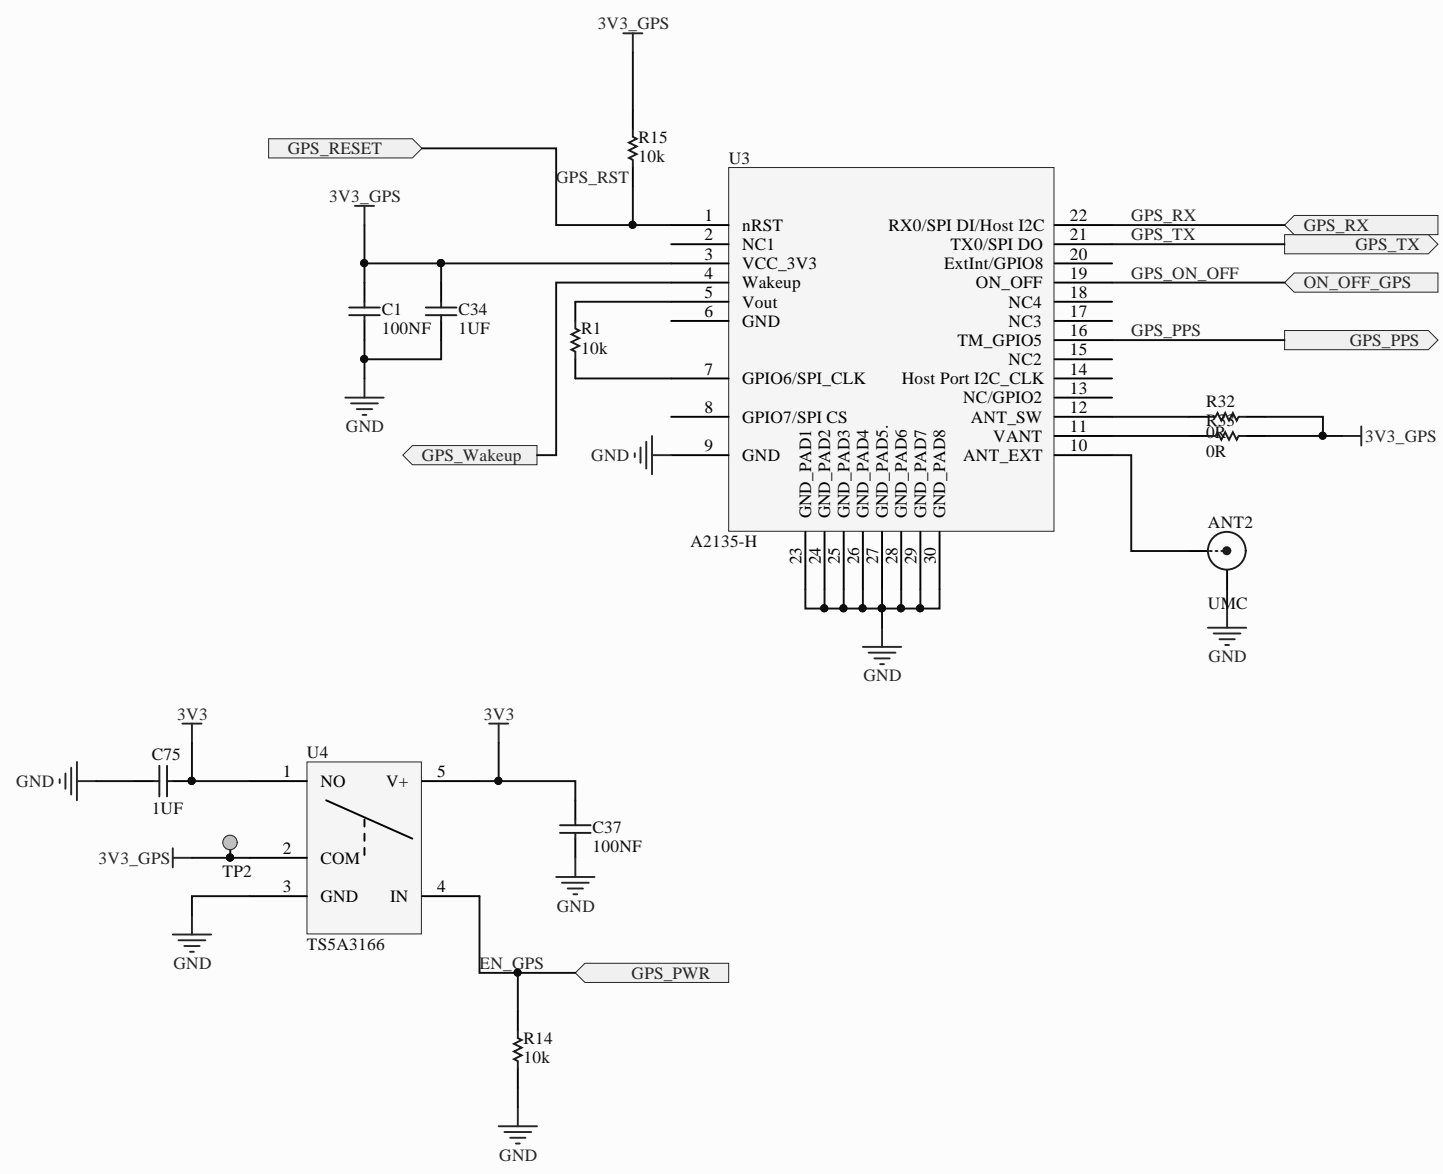 3V3_GPS
R15
10k
GPS_RESET
GPS_RST
3V3_GPS
C1
100NF
C34
1UF
GND
R1
10k
GPS_Wakeup
GND
U3
1 nRST
2 NC1
3 VCC_3V3
4 Wakeup
5 Vout
6 GND
7 GPIO6/SPI_CLK
8 GPIO7/SPI CS
9 GND
RX0/SPI DI/Host I2C 22 GPS_RX GPS_RX
TX0/SPI DO 21 GPS_TX GPS_TX
ExtInt/GPIO8 20
ON_OFF 19 GPS_ON_OFF ON_OFF_GPS
NC4 18
NC3 17
TM_GPIO5 16 GPS_PPS GPS_PPS
NC2 15
Host Port I2C_CLK 14
NC/GPIO2 13
ANT_SW 12
VANT 11
ANT_EXT 10
R32
0R
R33
0R
3V3_GPS
GND_PAD1
GND_PAD2
GND_PAD3
GND_PAD4
GND_PAD5.
GND_PAD6
GND_PAD7
GND_PAD8
A2135-H
23
24
25
26
27
28
29
30
GND
ANT2
UMC
GND
3V3
C75
1UF
GND
3V3_GPS
TP2
GND
U4
1 NO
2 COM
3 GND
V+ 5
IN 4
TS5A3166
3V3
C37
100NF
GND
EN_GPS
GPS_PWR
R14
10k
GND